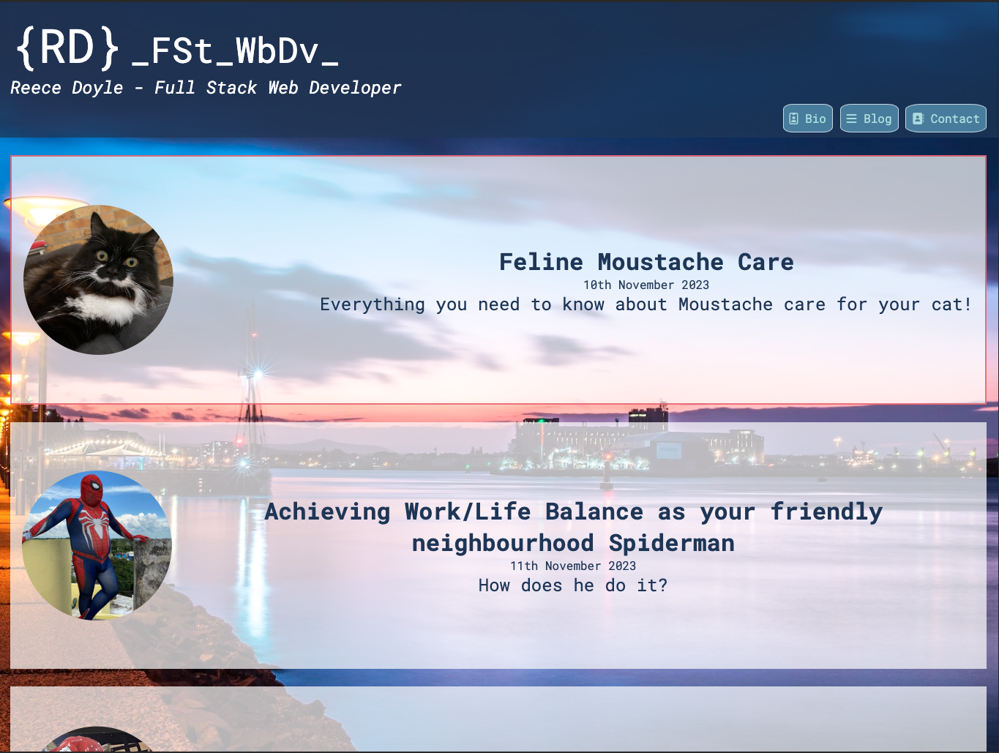 {RD} _FSt_WbDv_
Reece Doyle - Full Stack Web Developer
Bio Blog Contact
Feline Moustache Care
10th November 2023
Everything you need to know about Moustache care for your cat!
Achieving Work/Life Balance as your friendly
neighbourhood Spiderman
11th November 2023
How does he do it?